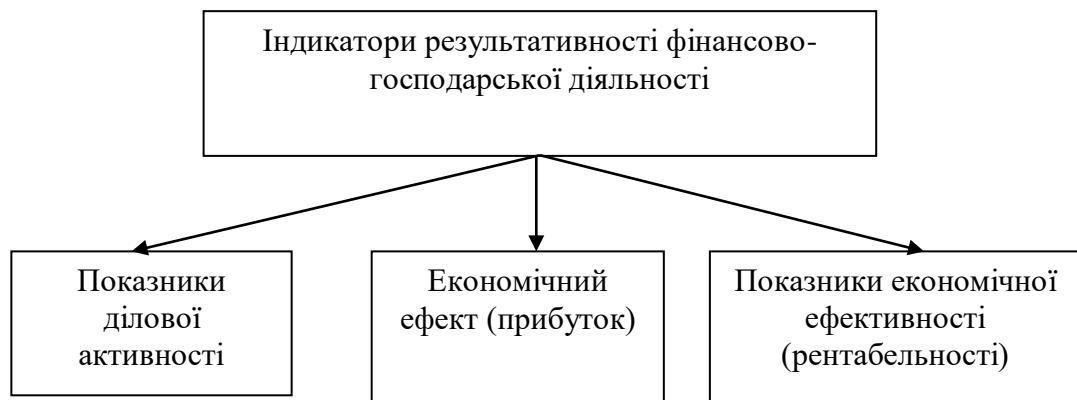 Індикатори результативності фінансово-
господарської діяльності
Показники
ділової
активності
Економічний
ефект (прибуток)
Показники економічної
ефективності
(рентабельності)